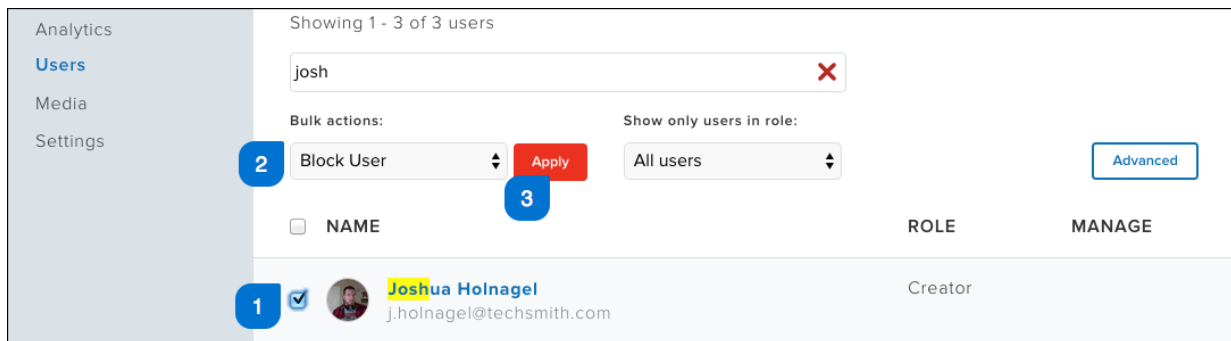 Analytics
Users
Media
Settings
Showing 1 - 3 of 3 users
josh
Bulk actions:
Show only users in role:
2
Block User
Apply
All users
Advanced
3
NAME
ROLE
MANAGE
1
Joshua Holnagel
Creator
j.holnagel@techsmith.com